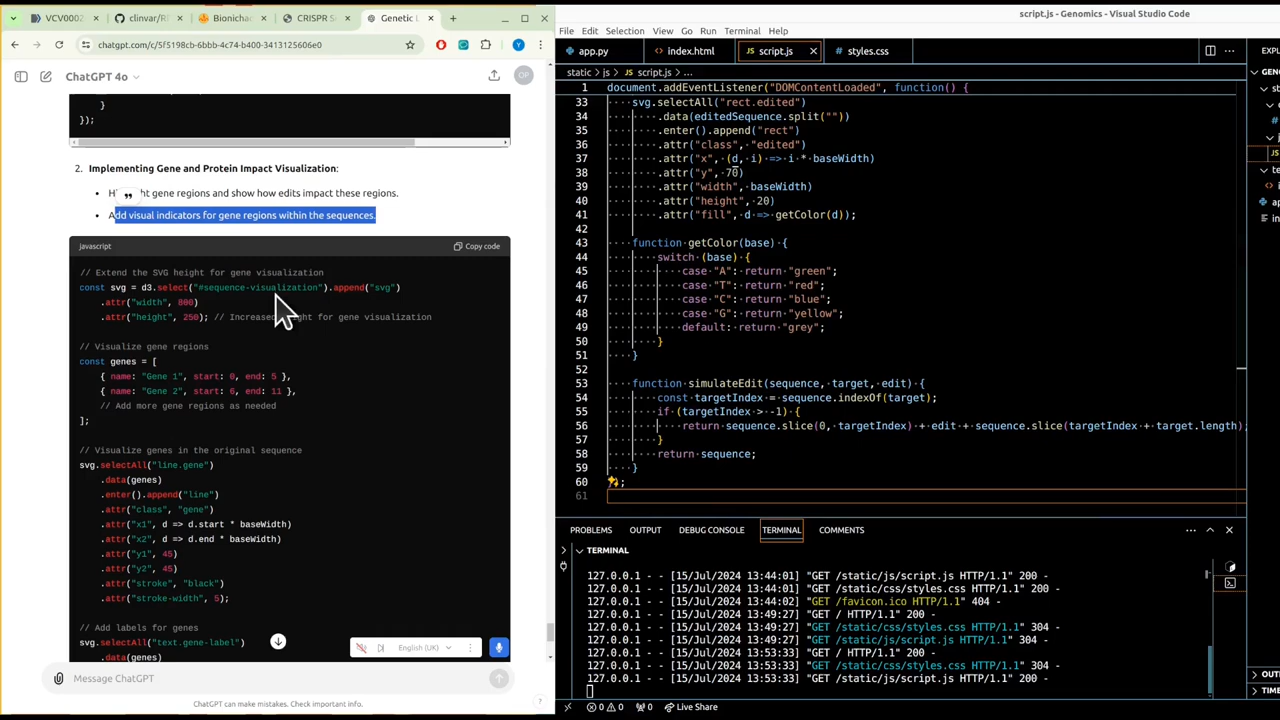 VCV0002
clinvar/RE
Bionichao
CRISPR S
Genetic L
chatgpt.com/c/5f5198cb-6bbb-4c74-b400-3413125606e0
ChatGPT 4o
OP
}
});
2. Implementing Gene and Protein Impact Visualization:
ht gene regions and show how edits impact these regions.
Add visual indicators for gene regions within the sequences.
javascript
Copy code
// Extend the SVG height for gene visualization
const svg = d3.select("#sequence-visualization").append("svg")
.attr("width", 800)
.attr("height", 250); // Increased height for gene visualization
// Visualize gene regions
const genes = [
{ name: "Gene 1", start: 0, end: 5 },
{ name: "Gene 2", start: 6, end: 11 },
// Add more gene regions as needed
];
// Visualize genes in the original sequence
svg.selectAll("line.gene")
.data(genes)
.enter().append("line")
.attr("class", "gene")
.attr("x1", d => d.start * baseWidth)
.attr("x2", d => d.end * baseWidth)
.attr("y1", 45)
.attr("y2", 45)
.attr("stroke", "black")
.attr("stroke-width", 5);
// Add labels for genes
svg.selectAll("text.gene-label")
.data(genes)
English (UK)
Message ChatGPT
ChatGPT can make mistakes. Check important info.
?
script.js - Genomics - Visual Studio Code
File Edit Selection View Go Run Terminal Help
app.py
index.html
script.js
styles.css
static > js > script.js > ...
1 document.addEventListener("DOMContentLoaded", function() {
33 svg.selectAll("rect.edited")
34 .data(editedSequence.split(""))
35 .enter().append("rect")
36 .attr("class", "edited")
37 .attr("x", (d, i) => i * baseWidth)
38 .attr("y", 70)
39 .attr("width", baseWidth)
40 .attr("height", 20)
41 .attr("fill", d => getColor(d));
42
43 function getColor(base) {
44 switch (base) {
45 case "A": return "green";
46 case "T": return "red";
47 case "C": return "blue";
48 case "G": return "yellow";
49 default: return "grey";
50 }
51 }
52
53 function simulateEdit(sequence, target, edit) {
54 const targetIndex = sequence.indexOf(target);
55 if (targetIndex > -1) {
56 return sequence.slice(0, targetIndex) + edit + sequence.slice(targetIndex + target.length);
57 }
58 return sequence;
59 }
60 });
61
PROBLEMS OUTPUT DEBUG CONSOLE TERMINAL COMMENTS
TERMINAL
127.0.0.1 - - [15/Jul/2024 13:44:01] "GET /static/js/script.js HTTP/1.1" 200 -
127.0.0.1 - - [15/Jul/2024 13:44:01] "GET /static/css/styles.css HTTP/1.1" 200 -
127.0.0.1 - - [15/Jul/2024 13:44:02] "GET /favicon.ico HTTP/1.1" 404 -
127.0.0.1 - - [15/Jul/2024 13:49:27] "GET / HTTP/1.1" 200 -
127.0.0.1 - - [15/Jul/2024 13:49:27] "GET /static/css/styles.css HTTP/1.1" 304 -
127.0.0.1 - - [15/Jul/2024 13:49:27] "GET /static/js/script.js HTTP/1.1" 304 -
127.0.0.1 - - [15/Jul/2024 13:53:33] "GET / HTTP/1.1" 200 -
127.0.0.1 - - [15/Jul/2024 13:53:33] "GET /static/css/styles.css HTTP/1.1" 304 -
127.0.0.1 - - [15/Jul/2024 13:53:33] "GET /static/js/script.js HTTP/1.1" 200 -
0 0 0 Live Share
EXPL
GENO
st
JS
te
ap
in
OUT
TIME